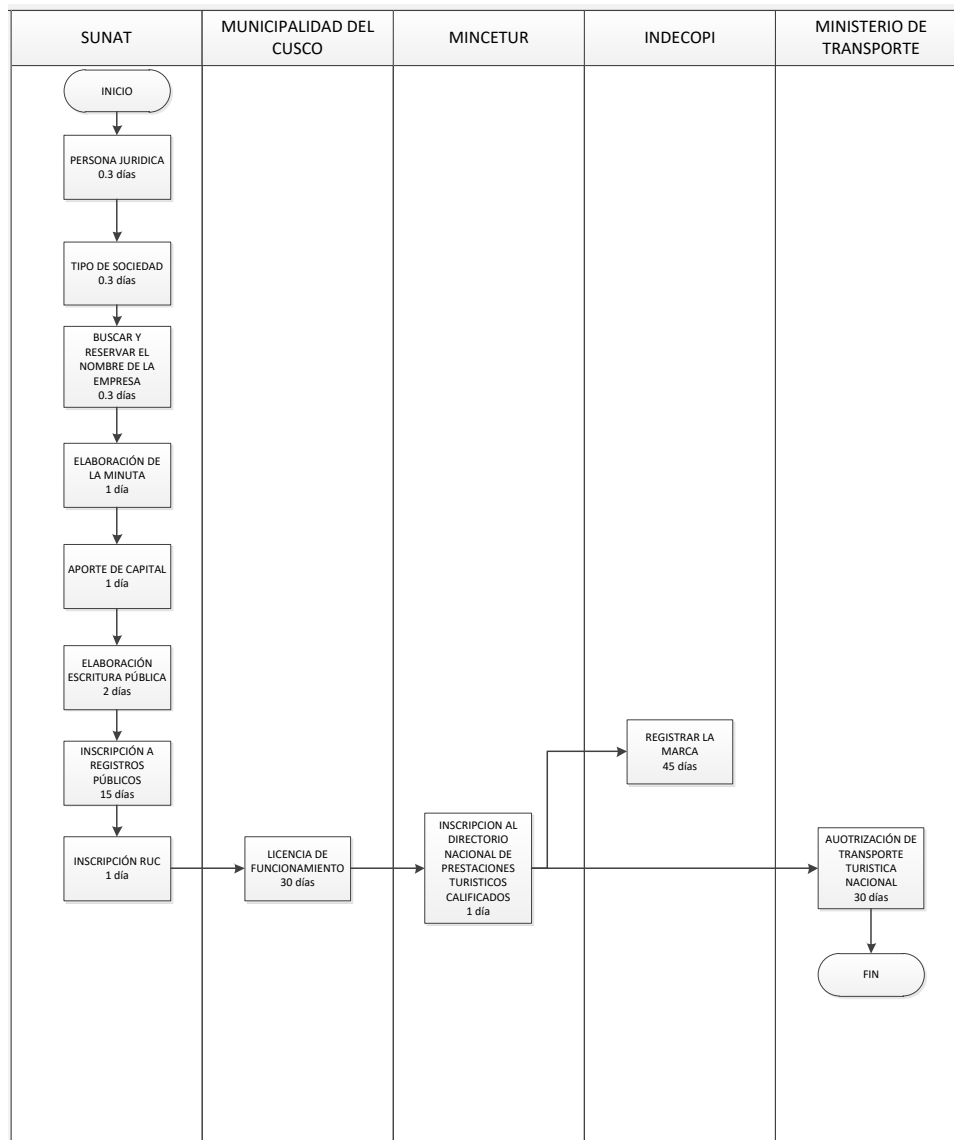 SUNAT
MUNICIPALIDAD DEL
CUSCO
MINCETUR
INDECOPI
MINISTERIO DE
TRANSPORTE
INICIO
PERSONA JURIDICA
0.3 días
TIPO DE SOCIEDAD
0.3 días
BUSCAR Y
RESERVAR EL
NOMBRE DE LA
EMPRESA
0.3 días
ELABORACIÓN DE
LA MINUTA
1 día
APORTE DE CAPITAL
1 día
ELABORACIÓN
ESCRITURA PÚBLICA
2 días
INSCRIPCIÓN A
REGISTROS
PÚBLICOS
15 días
INSCRIPCIÓN RUC
1 día
LICENCIA DE
FUNCIONAMIENTO
30 días
INSCRIPCION AL
DIRECTORIO
NACIONAL DE
PRESTACIONES
TURISTICOS
CALIFICADOS
1 día
REGISTRAR LA
MARCA
45 días
AUOTRIZACIÓN DE
TRANSPORTE
TURISTICA
NACIONAL
30 días
FIN